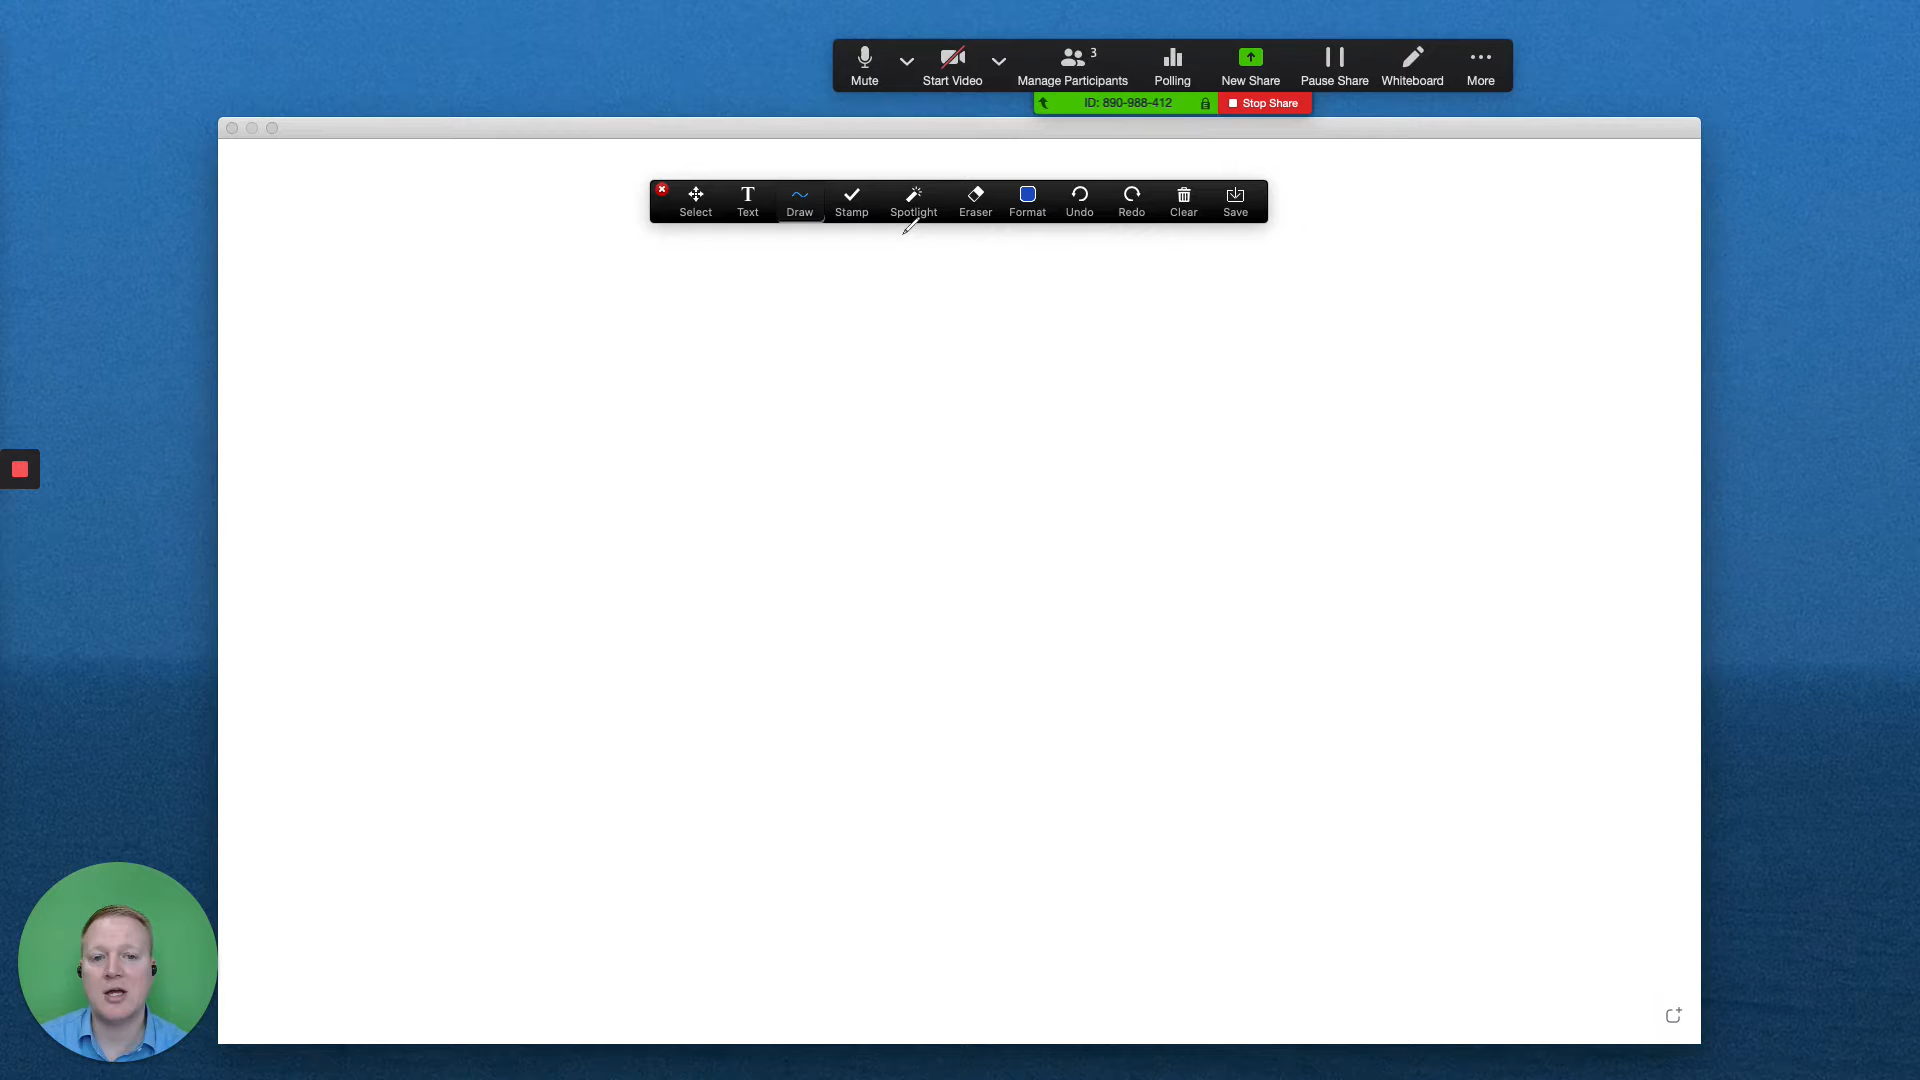 Mute Start Video Manage Participants 3 Polling New Share Pause Share Whiteboard More
ID: 890-988-412 Stop Share
Select T Text Draw Stamp Spotlight Eraser Format Undo Redo Clear Save